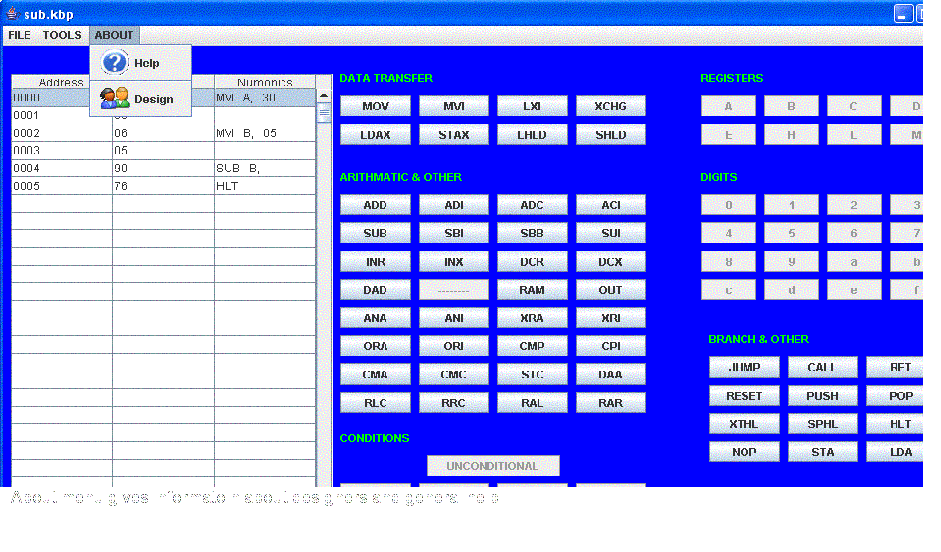 sub.kbp
FILE TOOLS ABOUT
Help
Design
Address Numonics
0000 MVI A, 30
0001
0002 06 MVI B, 05
0003 05
0004 90 SUB B,
0005 76 HLT
DATA TRANSFER
MOV MVI LXI XCHG
LDAX STAX LHLD SHLD
ARITHMATIC & OTHER
ADD ADI ADC ACI
SUB SBI SBB SUI
INR INX DCR DCX
DAD -------- RAM OUT
ANA ANI XRA XRI
ORA ORI CMP CPI
CMA CMC STC DAA
RLC RRC RAL RAR
CONDITIONS
UNCONDITIONAL
REGISTERS
A B C D
E H L M
DIGITS
0 1 2 3
4 5 6 7
8 9 a b
c d e f
BRANCH & OTHER
JUMP CALL RET
RESET PUSH POP
XTHL SPHL HLT
NOP STA LDA
About menu gives information about designers and general help